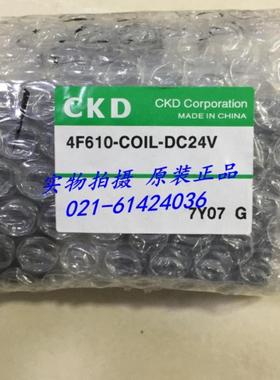 CKD
CKD Corporation
MADE IN CHINA
4F610-COIL-DC24V
实物拍摄 原装正品
021-61424036
7Y07 G